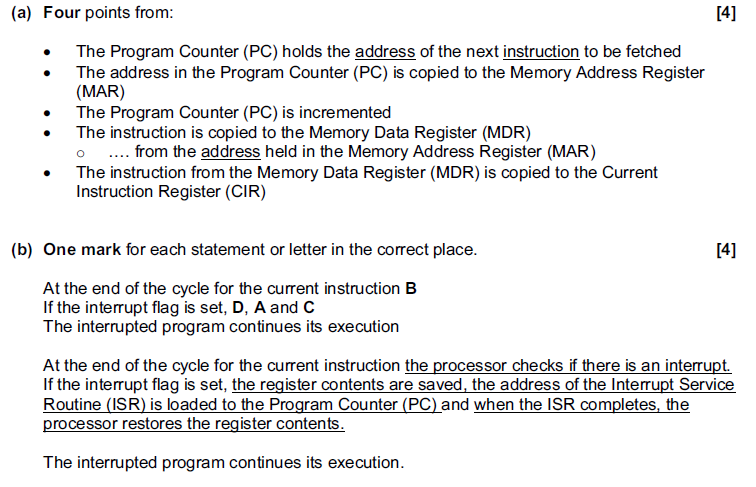 (a) Four points from: [4]
• The Program Counter (PC) holds the address of the next instruction to be fetched
• The address in the Program Counter (PC) is copied to the Memory Address Register
(MAR)
• The Program Counter (PC) is incremented
• The instruction is copied to the Memory Data Register (MDR)
o .... from the address held in the Memory Address Register (MAR)
• The instruction from the Memory Data Register (MDR) is copied to the Current
Instruction Register (CIR)
(b) One mark for each statement or letter in the correct place. [4]
At the end of the cycle for the current instruction B
If the interrupt flag is set, D, A and C
The interrupted program continues its execution
At the end of the cycle for the current instruction the processor checks if there is an interrupt.
If the interrupt flag is set, the register contents are saved, the address of the Interrupt Service
Routine (ISR) is loaded to the Program Counter (PC) and when the ISR completes, the
processor restores the register contents.
The interrupted program continues its execution.